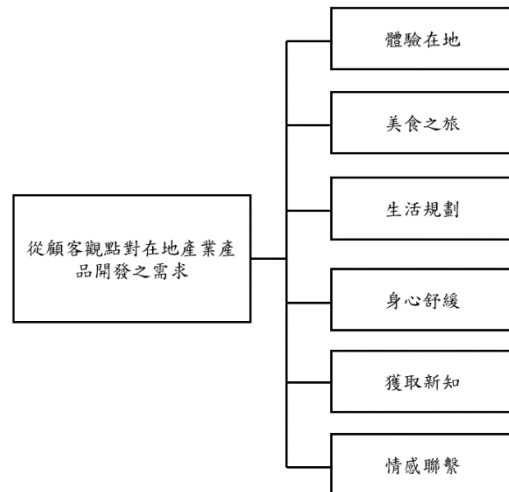 體驗在地
美食之旅
生活規劃
從顧客觀點對在地產業產
品開發之需求
身心舒緩
獲取新知
情感聯繫